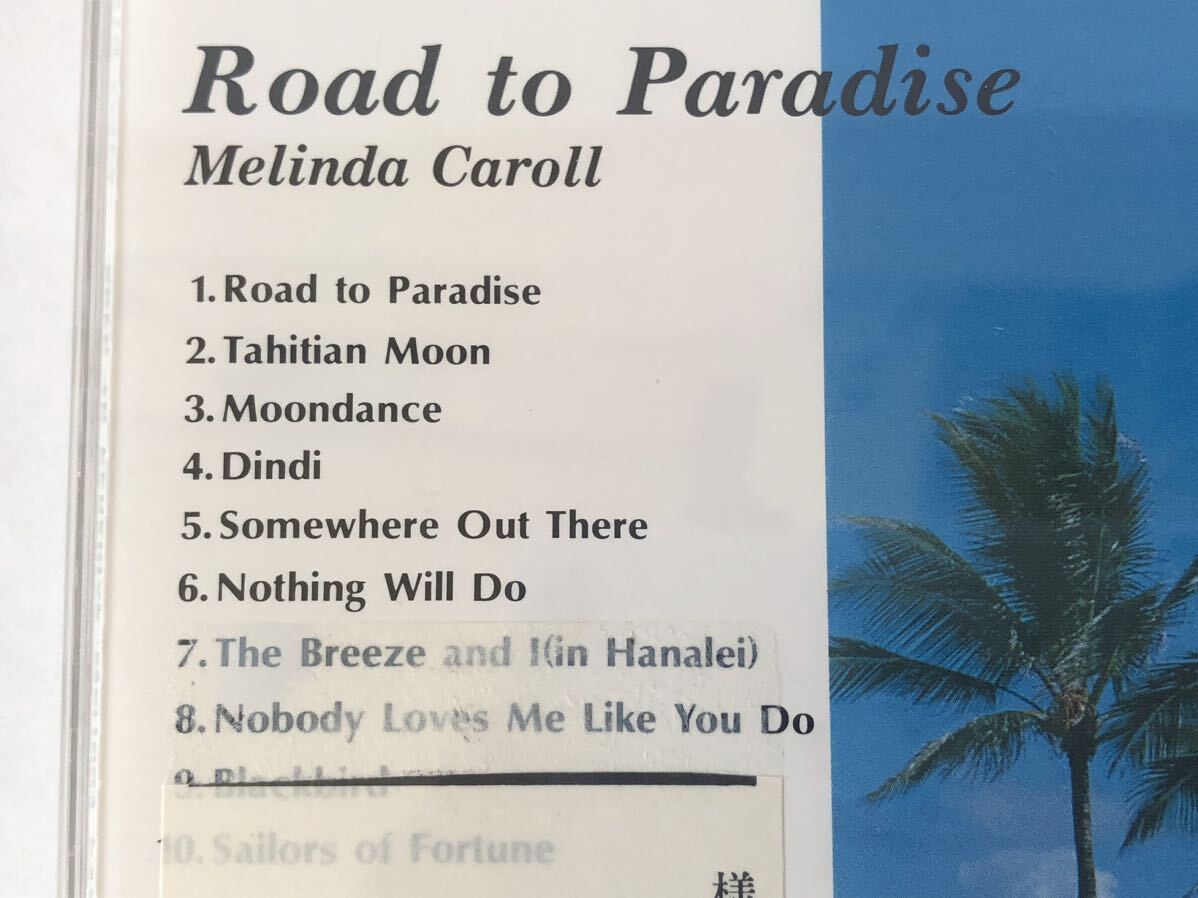 Road to Paradise
Melinda Caroll
1. Road to Paradise
2. Tahitian Moon
3. Moondance
4. Dindi
5. Somewhere Out There
6. Nothing Will Do
7. The Breeze and I(in Hanalei)
8. Nobody Loves Me Like You Do
9. Blackbird
10. Sailors of Fortune
様